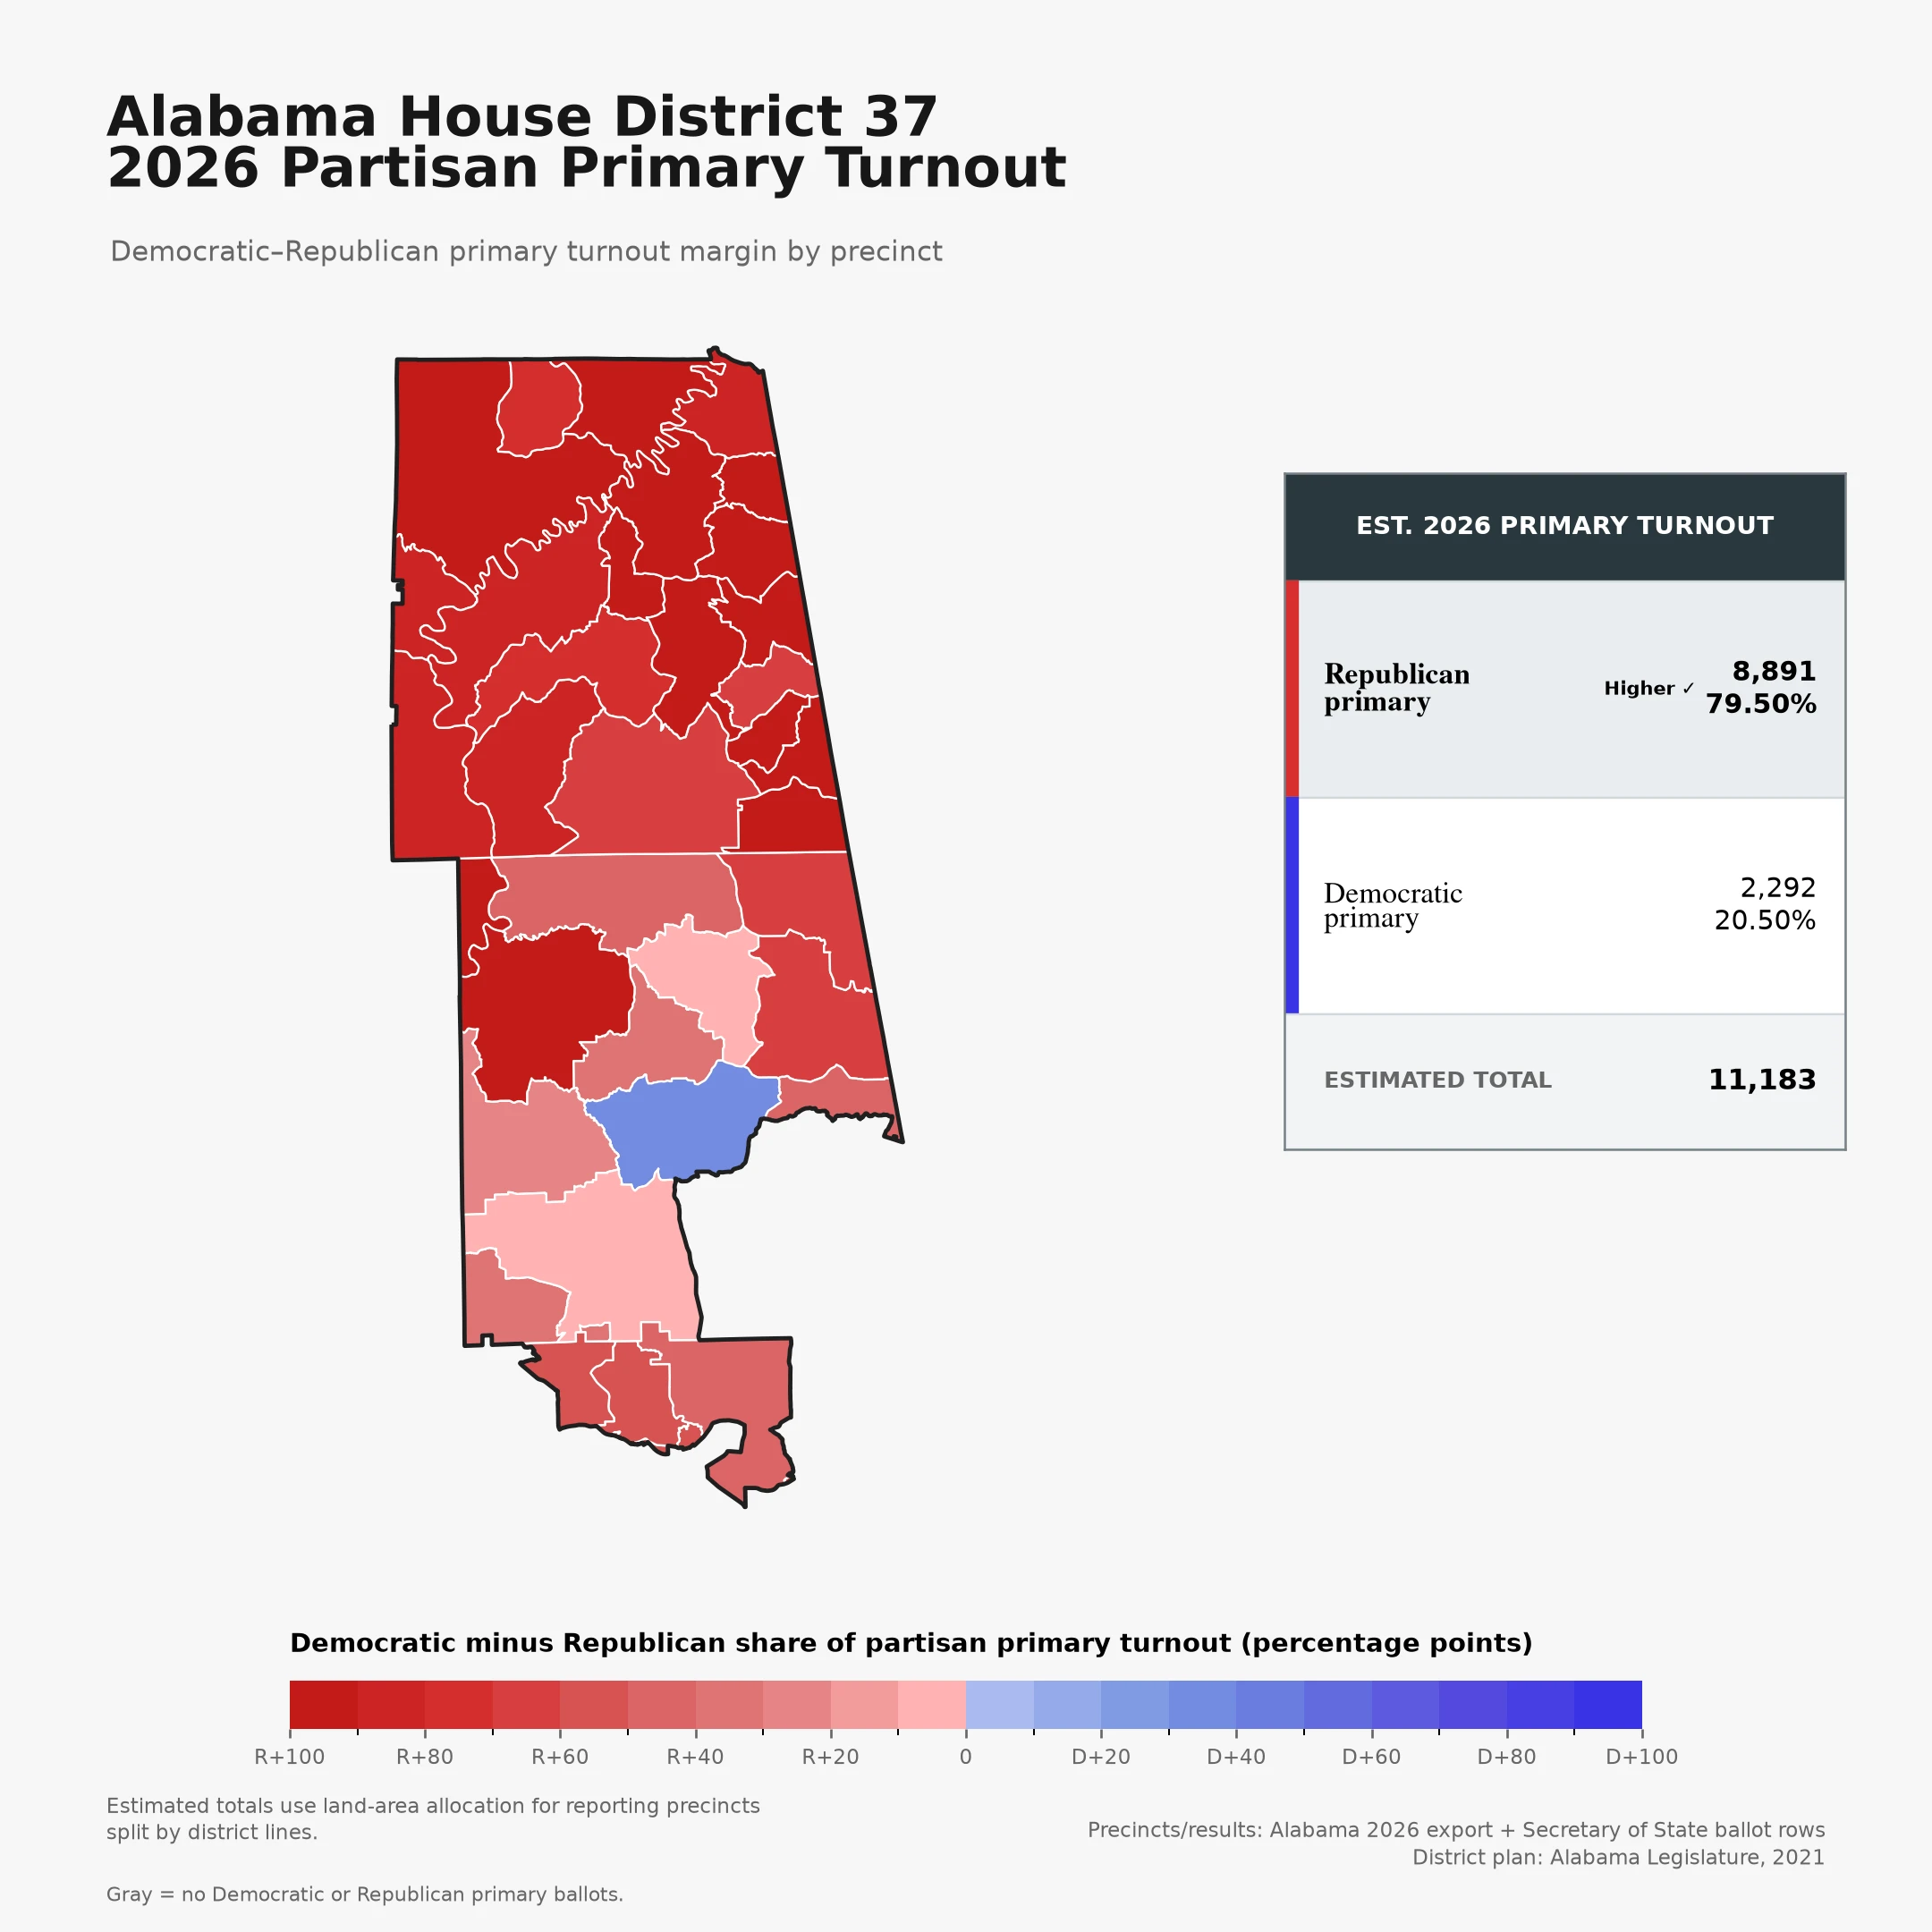 Alabama House District 37
2026 Partisan Primary Turnout
Democratic–Republican primary turnout margin by precinct
EST. 2026 PRIMARY TURNOUT
Republican
primary
Higher ✓
8,891
79.50%
Democratic
primary
2,292
20.50%
ESTIMATED TOTAL
11,183
Democratic minus Republican share of partisan primary turnout (percentage points)
R+100
R+80
R+60
R+40
R+20
0
D+20
D+40
D+60
D+80
D+100
Estimated totals use land-area allocation for reporting precincts
split by district lines.
Gray = no Democratic or Republican primary ballots.
Precincts/results: Alabama 2026 export + Secretary of State ballot rows
District plan: Alabama Legislature, 2021